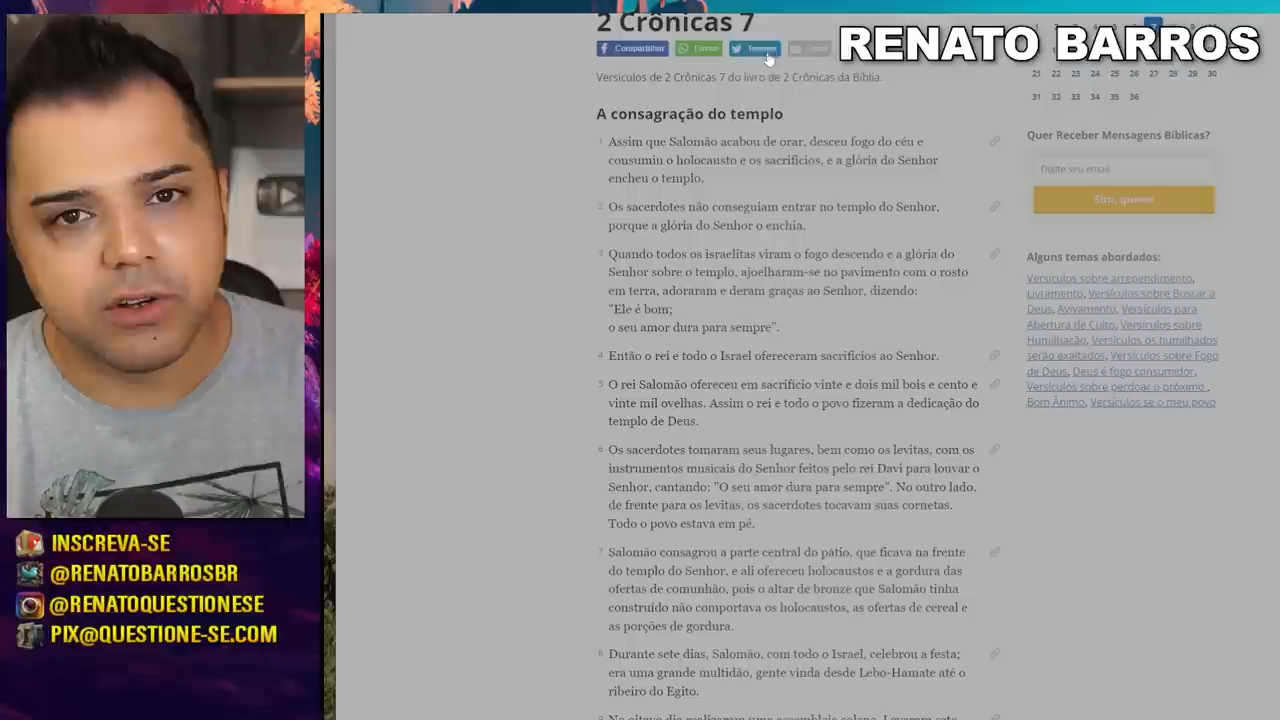 2 Crônicas 7
RENATO BARROS
Compartilhar
7
21 22 23 24 25 26 27 28 29 30
31 32 33 34 35 36
Versículos de 2 Crônicas 7 do livro de 2 Crônicas da Bíblia.
A consagração do templo
1 Assim que Salomão acabou de orar, desceu fogo do céu e
consumiu o holocausto e os sacrifícios, e a glória do Senhor
encheu o templo.
2 Os sacerdotes não conseguiam entrar no templo do Senhor,
porque a glória do Senhor o enchia.
3 Quando todos os israelitas viram o fogo descendo e a glória do
Senhor sobre o templo, ajoelharam-se no pavimento com o rosto
em terra, adoraram e deram graças ao Senhor, dizendo:
"Ele é bom;
o seu amor dura para sempre".
4 Então o rei e todo o Israel ofereceram sacrifícios ao Senhor.
5 O rei Salomão ofereceu em sacrifício vinte e dois mil bois e cento e
vinte mil ovelhas. Assim o rei e todo o povo fizeram a dedicação do
templo de Deus.
6 Os sacerdotes tomaram seus lugares, bem como os levitas, com os
instrumentos musicais do Senhor feitos pelo rei Davi para louvar o
Senhor, cantando: "O seu amor dura para sempre". No outro lado,
de frente para os levitas, os sacerdotes tocavam suas cornetas.
Todo o povo estava em pé.
7 Salomão consagrou a parte central do pátio, que ficava na frente
do templo do Senhor, e ali ofereceu holocaustos e a gordura das
ofertas de comunhão, pois o altar de bronze que Salomão tinha
construído não comportava os holocaustos, as ofertas de cereal e
as porções de gordura.
8 Durante sete dias, Salomão, com todo o Israel, celebrou a festa;
era uma grande multidão, gente vinda desde Lebo-Hamate até o
ribeiro do Egito.
Quer Receber Mensagens Bíblicas?
Digite seu email
Sim, quero!
Alguns temas abordados:
Versículos sobre arrependimento,
Livramento, Versículos sobre Buscar a
Deus, Avivamento, Versículos para
Abertura de Culto, Versículos sobre
Humilhação, Versículos os humilhados
serão exaltados, Versículos sobre Fogo
de Deus, Deus é fogo consumidor,
Versículos sobre perdoar o próximo ,
Bom Ânimo, Versículos se o meu povo
INSCREVA-SE
@RENATOBARROSBR
@RENATOQUESTIONESE
PIX@QUESTIONE-SE.COM